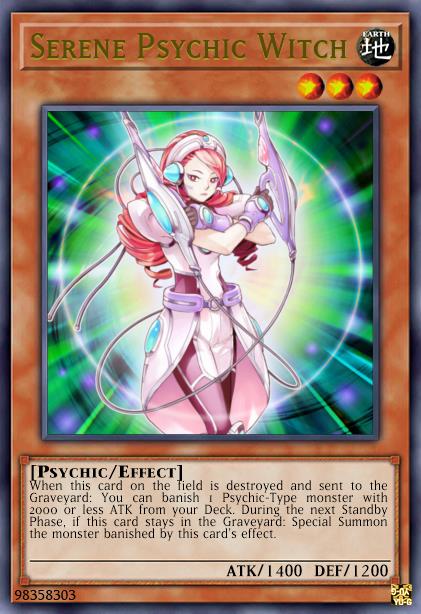 Serene Psychic Witch
EARTH
地
[Psychic/Effect]
When this card on the field is destroyed and sent to the
Graveyard: You can banish 1 Psychic-Type monster with
2000 or less ATK from your Deck. During the next Standby
Phase, if this card stays in the Graveyard: Special Summon
the monster banished by this card's effect.
ATK/1400 DEF/1200
98358303